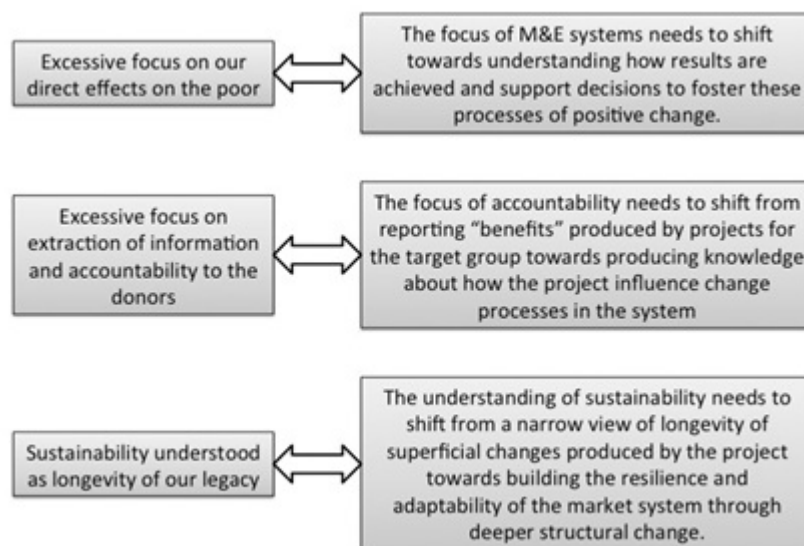 Excessive focus on our
direct effects on the poor
The focus of M&E systems needs to shift
towards understanding how results are
achieved and support decisions to foster these
processes of positive change.
Excessive focus on
extraction of information
and accountability to the
donors
The focus of accountability needs to shift from
reporting “benefits” produced by projects for
the target group towards producing knowledge
about how the project influence change
processes in the system
Sustainability understood
as longevity of our legacy
The understanding of sustainability needs to
shift from a narrow view of longevity of
superficial changes produced by the project
towards building the resilience and
adaptability of the market system through
deeper structural change.